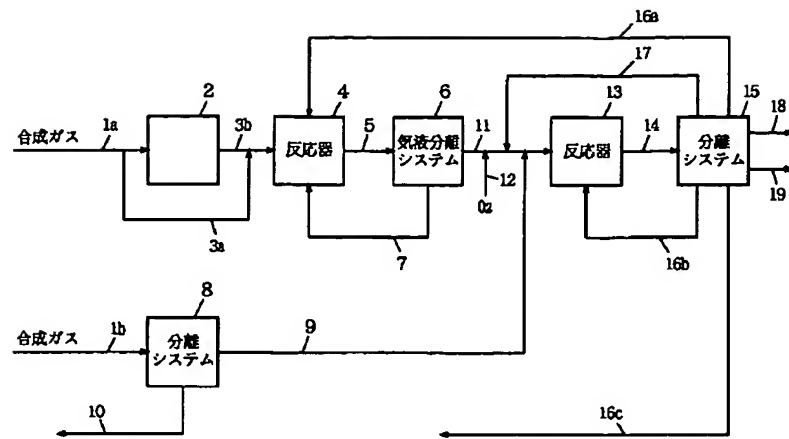 16a
17
2
4
6
13
15
18
合成ガス
1a
3b
反応器
5
気液分離
システム
11
反応器
14
分離
システム
12
O₂
19
3a
7
16b
8
合成ガス
1b
分離
システム
9
10
16c